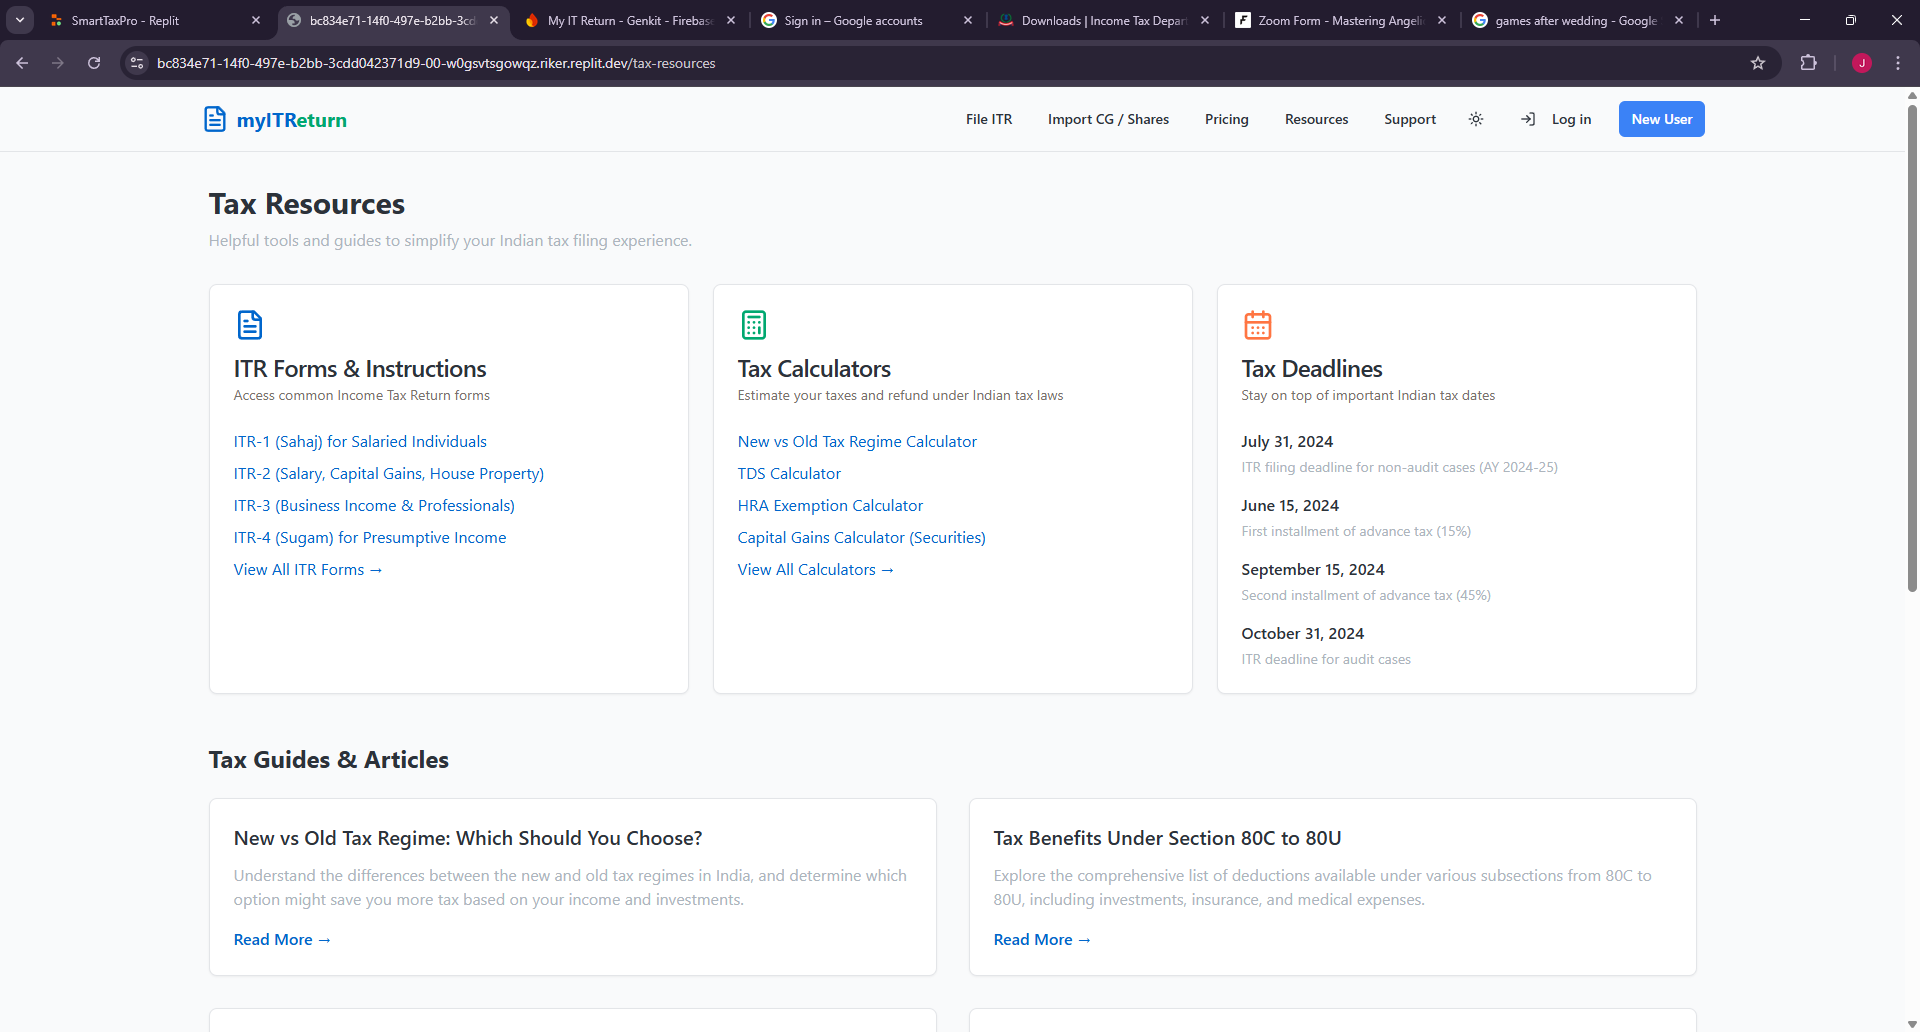 SmartTaxPro - Replit
bc834e71-14f0-497e-b2bb-3cd
My IT Return - Genkit - Firebase
Sign in – Google accounts
Downloads | Income Tax Depar
Zoom Form - Mastering Angeli
games after wedding - Google
bc834e71-14f0-497e-b2bb-3cdd042371d9-00-w0gsvtsgowqz.riker.replit.dev/tax-resources
J
myITReturn
File ITR
Import CG / Shares
Pricing
Resources
Support
Log in
New User
Tax Resources
Helpful tools and guides to simplify your Indian tax filing experience.
ITR Forms & Instructions
Access common Income Tax Return forms
ITR-1 (Sahaj) for Salaried Individuals
ITR-2 (Salary, Capital Gains, House Property)
ITR-3 (Business Income & Professionals)
ITR-4 (Sugam) for Presumptive Income
View All ITR Forms →
Tax Calculators
Estimate your taxes and refund under Indian tax laws
New vs Old Tax Regime Calculator
TDS Calculator
HRA Exemption Calculator
Capital Gains Calculator (Securities)
View All Calculators →
Tax Deadlines
Stay on top of important Indian tax dates
July 31, 2024
ITR filing deadline for non-audit cases (AY 2024-25)
June 15, 2024
First installment of advance tax (15%)
September 15, 2024
Second installment of advance tax (45%)
October 31, 2024
ITR deadline for audit cases
Tax Guides & Articles
New vs Old Tax Regime: Which Should You Choose?
Understand the differences between the new and old tax regimes in India, and determine which
option might save you more tax based on your income and investments.
Read More →
Tax Benefits Under Section 80C to 80U
Explore the comprehensive list of deductions available under various subsections from 80C to
80U, including investments, insurance, and medical expenses.
Read More →